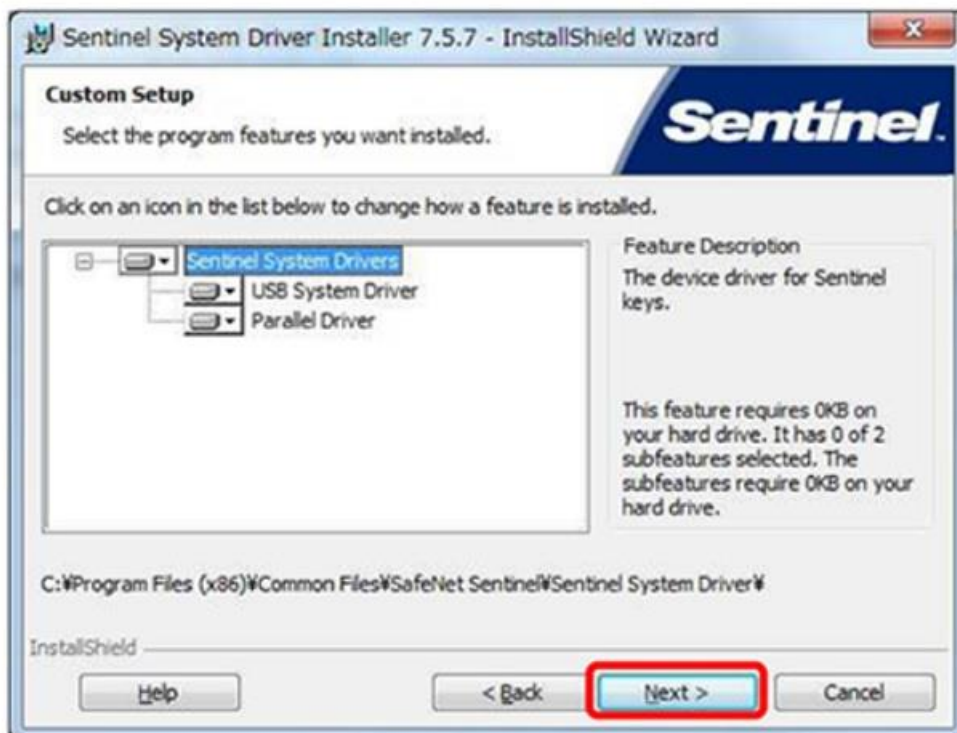 Sentinel System Driver Installer 7.5.7 - InstallShield Wizard
Custom Setup
Select the program features you want installed.
Sentinel.
Click on an icon in the list below to change how a feature is installed.
Sentinel System Drivers
USB System Driver
Parallel Driver
Feature Description
The device driver for Sentinel
keys.
This feature requires 0KB on
your hard drive. It has 0 of 2
subfeatures selected. The
subfeatures require 0KB on your
hard drive.
C:¥Program Files (x86)¥Common Files¥SafeNet Sentinel¥Sentinel System Driver¥
InstallShield
Help
< Back
Next >
Cancel